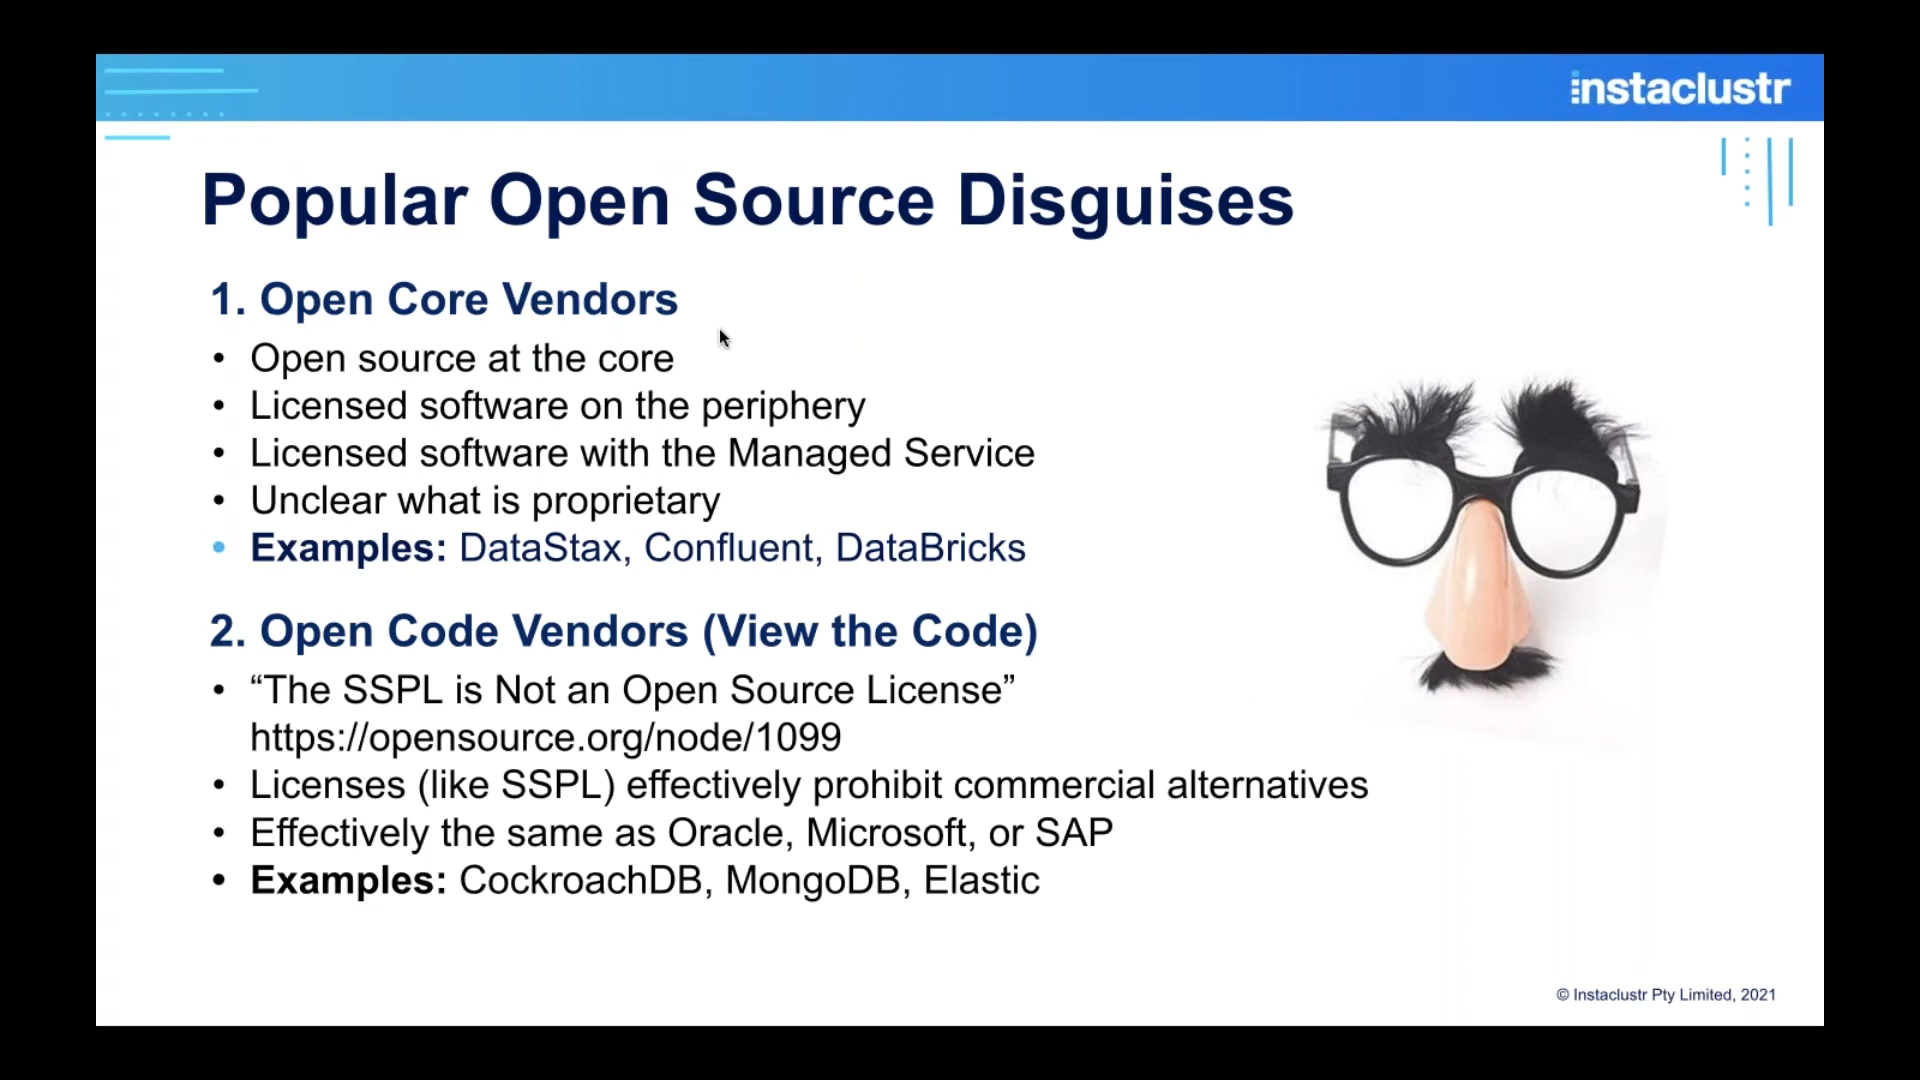 instaclustr
Popular Open Source Disguises
1. Open Core Vendors
• Open source at the core
• Licensed software on the periphery
• Licensed software with the Managed Service
• Unclear what is proprietary
• Examples: DataStax, Confluent, DataBricks
2. Open Code Vendors (View the Code)
• “The SSPL is Not an Open Source License”
https://opensource.org/node/1099
• Licenses (like SSPL) effectively prohibit commercial alternatives
• Effectively the same as Oracle, Microsoft, or SAP
• Examples: CockroachDB, MongoDB, Elastic
© Instaclustr Pty Limited, 2021